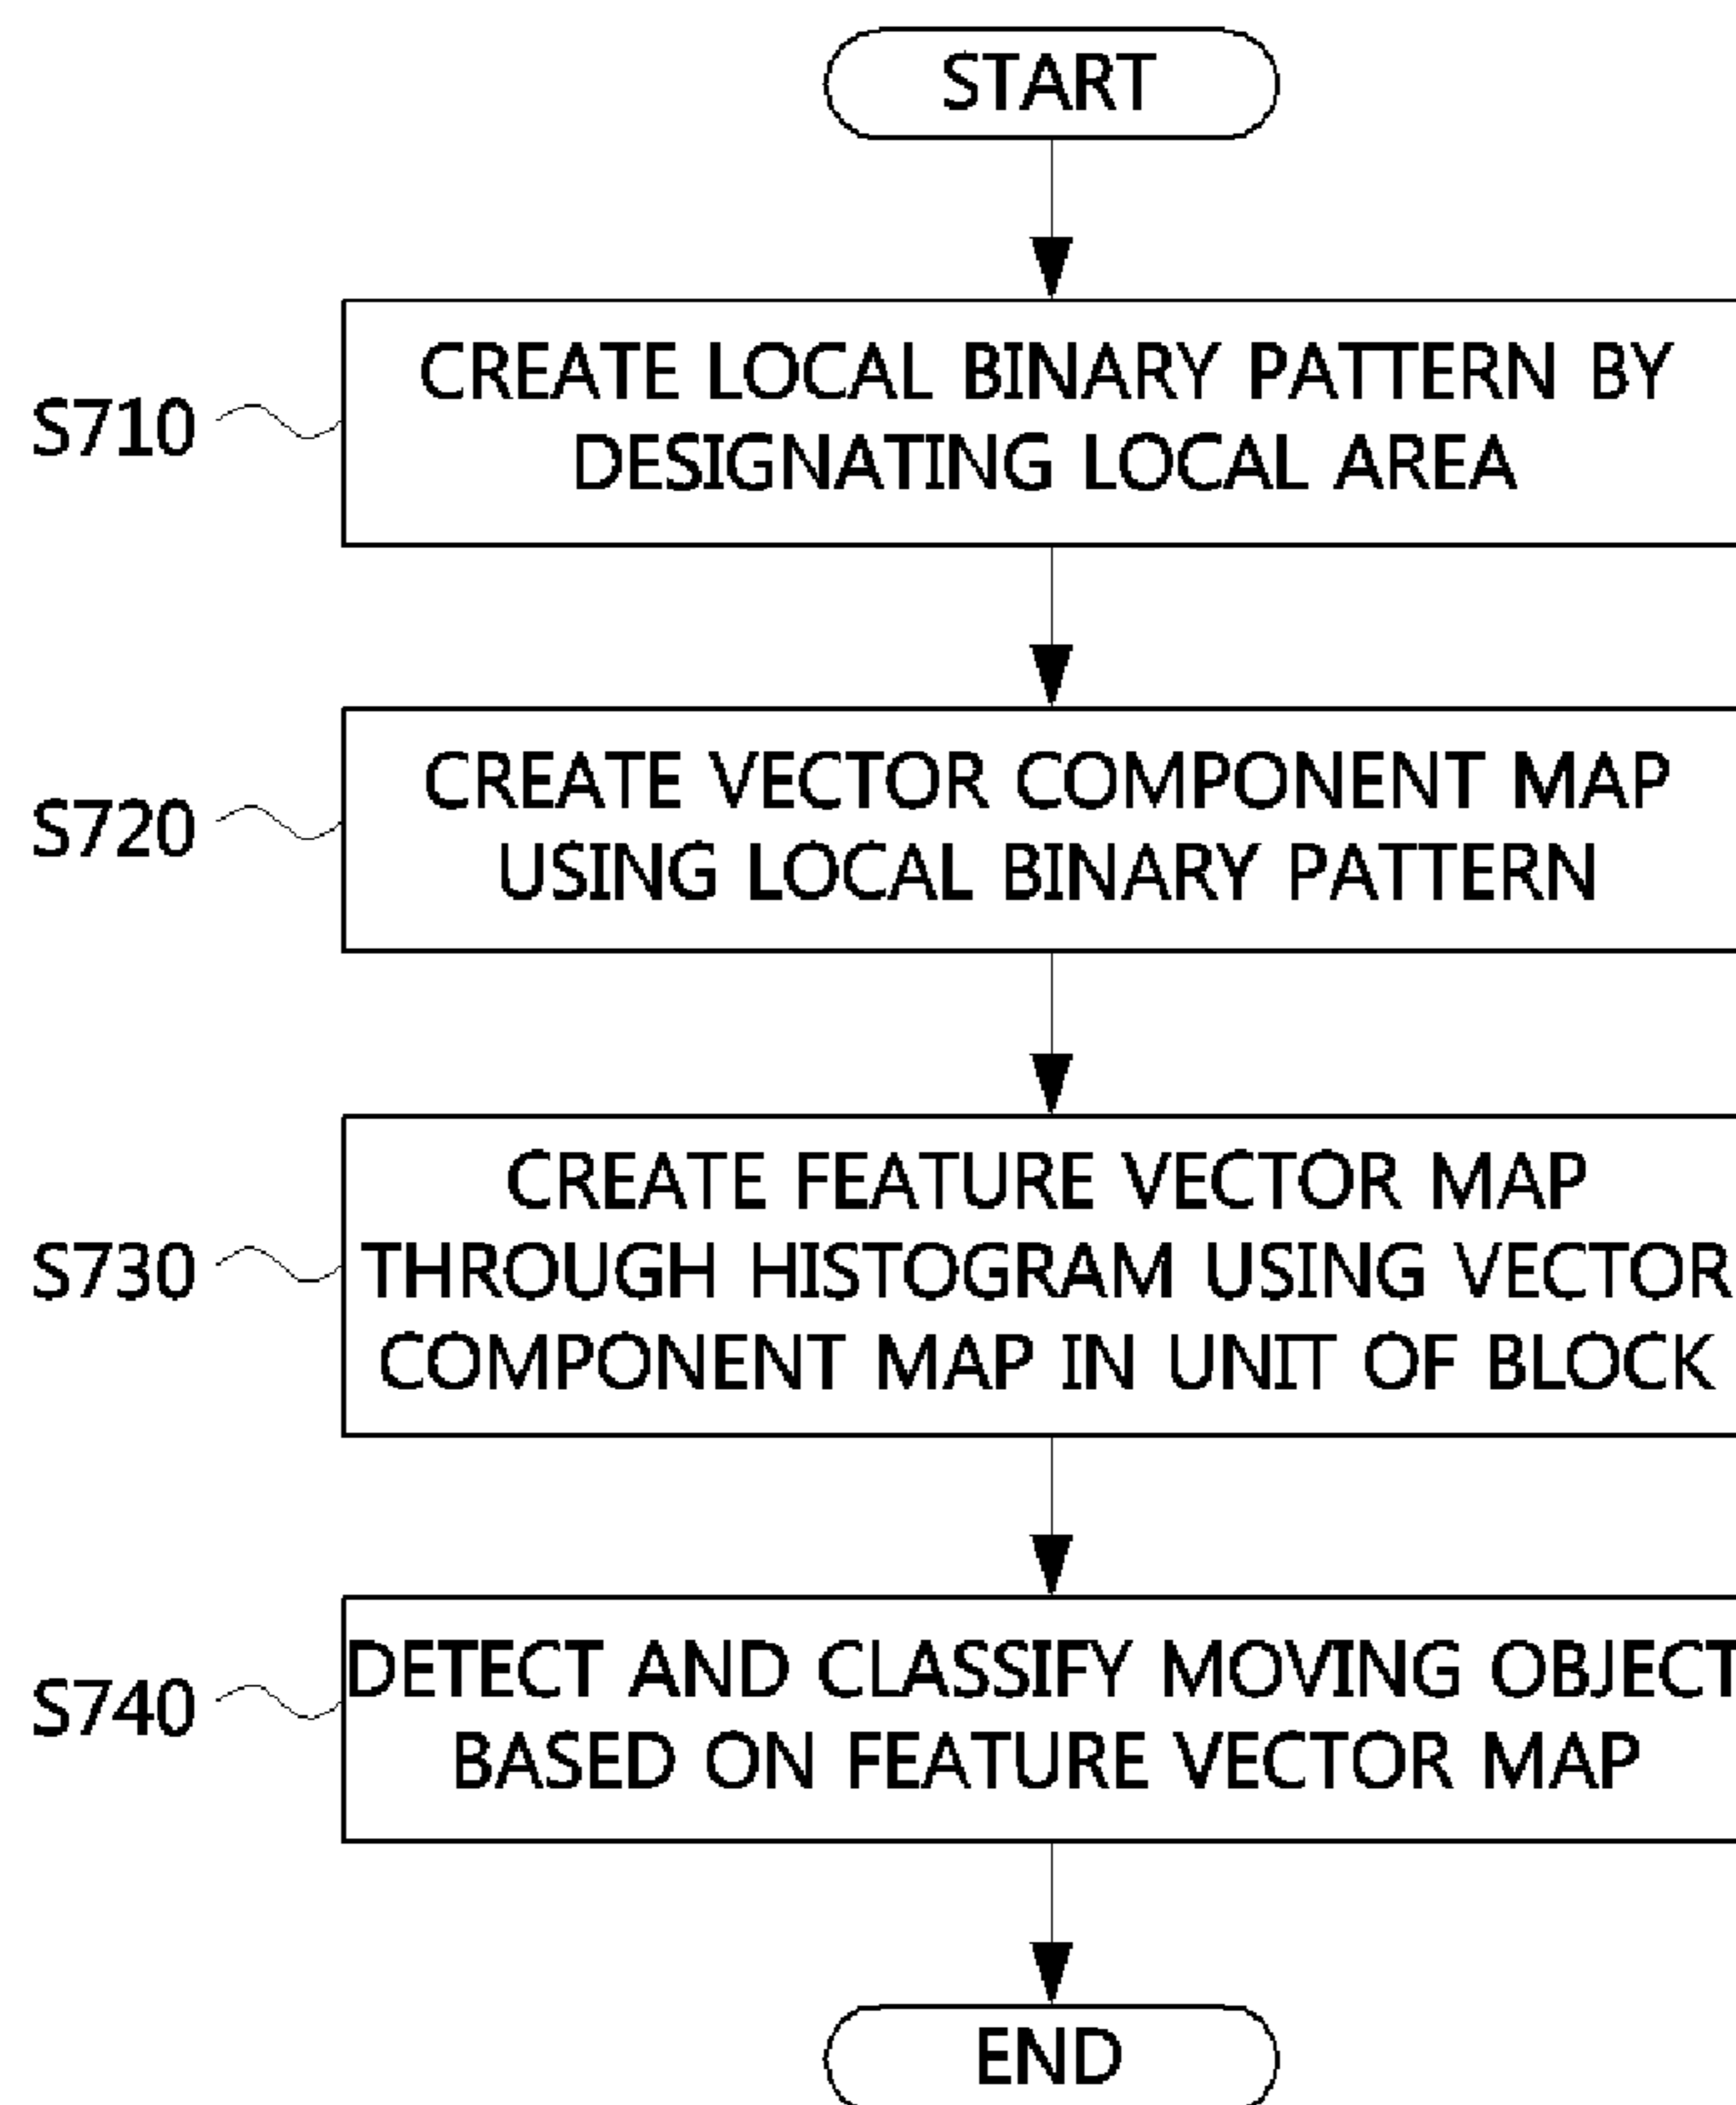 START
S710
CREATE LOCAL BINARY PATTERN BY
DESIGNATING LOCAL AREA
S720
CREATE VECTOR COMPONENT MAP
USING LOCAL BINARY PATTERN
S730
CREATE FEATURE VECTOR MAP
THROUGH HISTOGRAM USING VECTOR
COMPONENT MAP IN UNIT OF BLOCK
S740
DETECT AND CLASSIFY MOVING OBJECT
BASED ON FEATURE VECTOR MAP
END